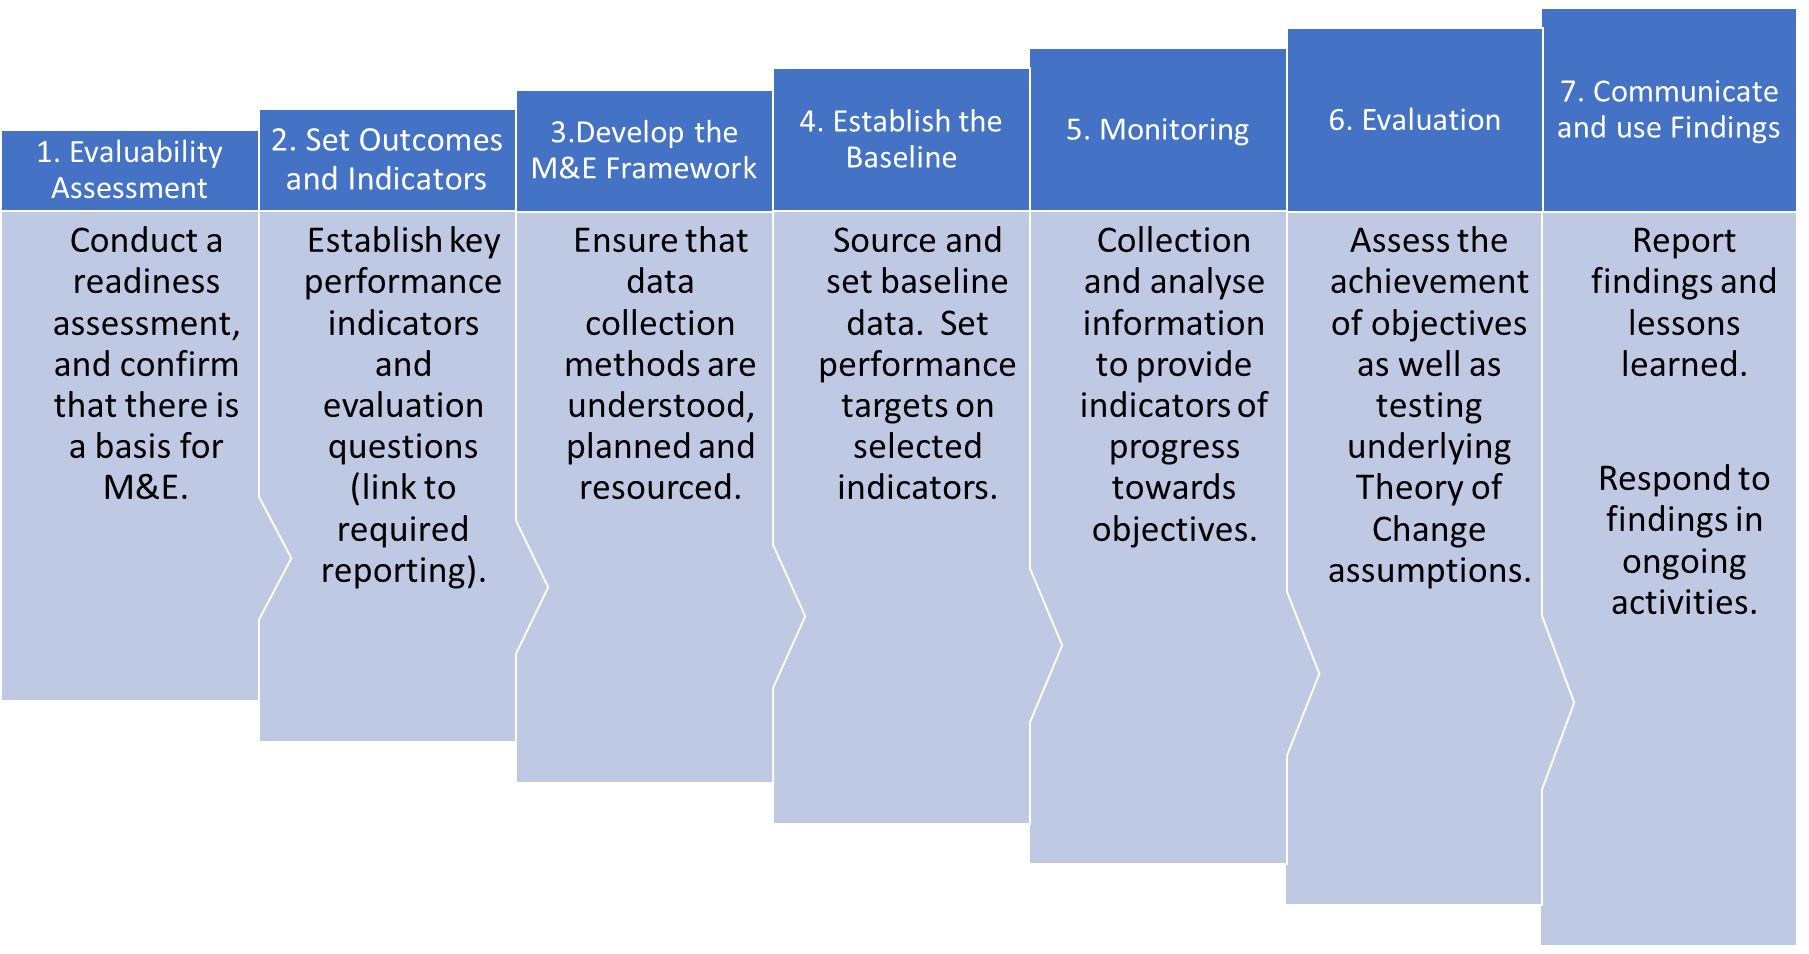 1. Evaluability
Assessment
Conduct a
readiness
assessment,
and confirm
that there is
a basis for
M&E.
2. Set Outcomes
and Indicators
Establish key
performance
indicators
and
evaluation
questions
(link to
required
reporting).
3.Develop the
M&E Framework
Ensure that
data
collection
methods are
understood,
planned and
resourced.
4. Establish the
Baseline
Source and
set baseline
data.  Set
performance
targets on
selected
indicators.
5. Monitoring
Collection
and analyse
information
to provide
indicators of
progress
towards
objectives.
6. Evaluation
Assess the
achievement
of objectives
as well as
testing
underlying
Theory of
Change
assumptions.
7. Communicate
and use Findings
Report
findings and
lessons
learned.
Respond to
findings in
ongoing
activities.